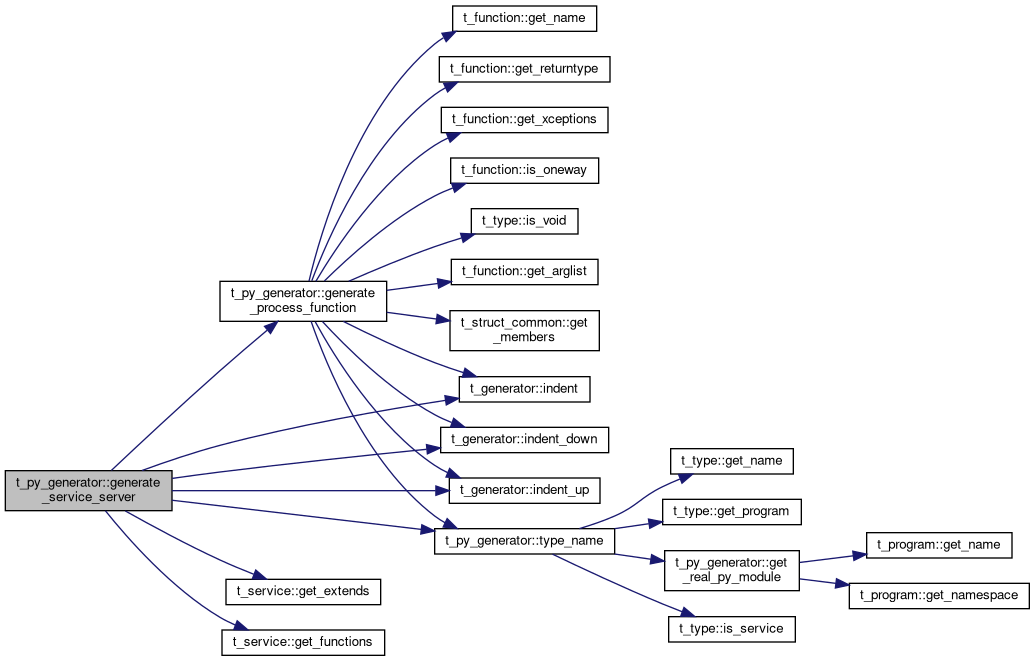 t_function::get_name
t_function::get_returntype
t_function::get_xceptions
t_function::is_oneway
t_type::is_void
t_function::get_arglist
t_py_generator::generate
_process_function
t_struct_common::get
_members
t_generator::indent
t_generator::indent_down
t_type::get_name
t_py_generator::generate
_service_server
t_generator::indent_up
t_type::get_program
t_py_generator::type_name
t_program::get_name
t_py_generator::get
_real_py_module
t_service::get_extends
t_program::get_namespace
t_type::is_service
t_service::get_functions